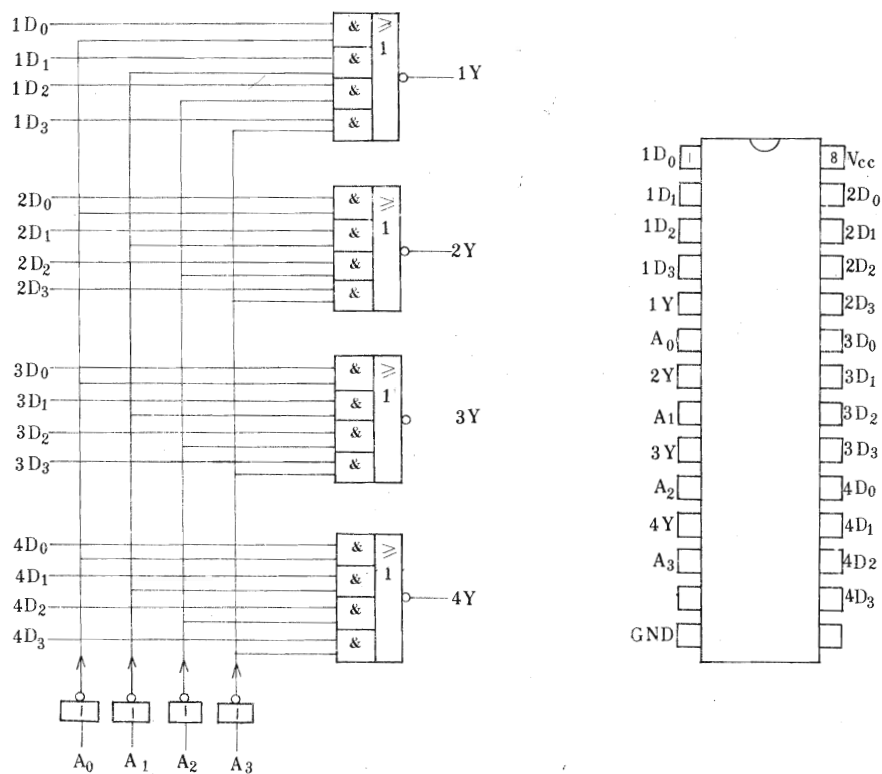 1D₀
& ≥
1
1D₁
&
1Y
1D₂
&
1D₃
&
2D₀
& ≥
1
2D₁
&
2Y
2D₂
&
2D₃
&
3D₀
& ≥
1
3D₁
&
3Y
3D₂
&
3D₃
&
4D₀
& ≥
1
4D₁
&
4Y
4D₂
&
4D₃
&
1 1 1 1
A₀ A₁ A₂ A₃
1D₀ 1 8 Vcc
1D₁ 2D₀
1D₂ 2D₁
1D₃ 2D₂
1Y 2D₃
A₀ 3D₀
2Y 3D₁
A1 3D₂
3Y 3D₃
A₂ 4D₀
4Y 4D₁
A₃ 4D2
4D₃
GND